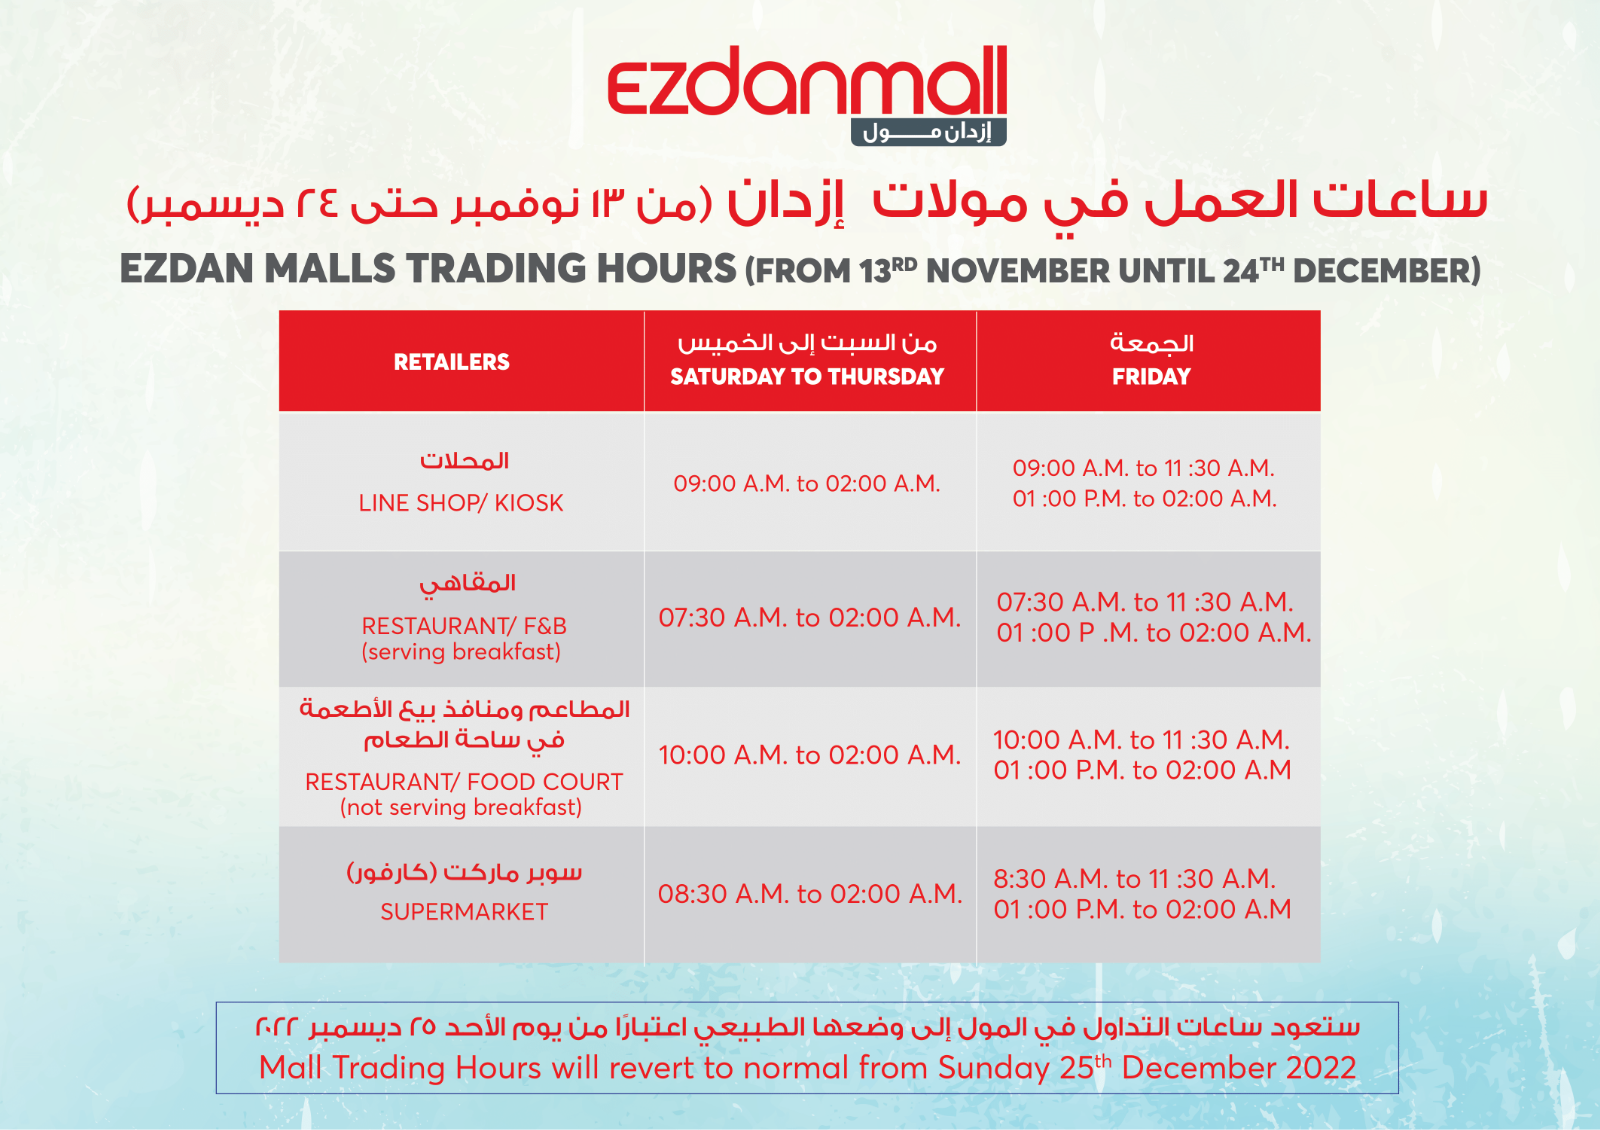 Ezdanmall
إزدان مول
ساعات العمل في مولات إزدان (من ١٣ نوفمبر حتى ٢٤ ديسمبر)
EZDAN MALLS TRADING HOURS (FROM 13RD NOVEMBER UNTIL 24TH DECEMBER)
RETAILERS
من السبت إلى الخميس
SATURDAY TO THURSDAY
الجمعة
FRIDAY
المحلات
LINE SHOP/ KIOSK
09:00 A.M. to 02:00 A.M.
09:00 A.M. to 11 :30 A.M.
01 :00 P.M. to 02:00 A.M.
المقاهي
RESTAURANT/ F&B
(serving breakfast)
07:30 A.M. to 02:00 A.M.
07:30 A.M. to 11 :30 A.M.
01 :00 P .M. to 02:00 A.M.
المطاعم ومنافذ بيع الأطعمة
في ساحة الطعام
RESTAURANT/ FOOD COURT
(not serving breakfast)
10:00 A.M. to 02:00 A.M.
10:00 A.M. to 11 :30 A.M.
01 :00 P.M. to 02:00 A.M
سوبر ماركت (كارفور)
SUPERMARKET
08:30 A.M. to 02:00 A.M.
8:30 A.M. to 11 :30 A.M.
01 :00 P.M. to 02:00 A.M
ستعود ساعات التداول في المول إلى وضعها الطبيعي اعتبارًا من يوم الأحد ٢٥ ديسمبر ٢٠٢٢
Mall Trading Hours will revert to normal from Sunday 25th December 2022